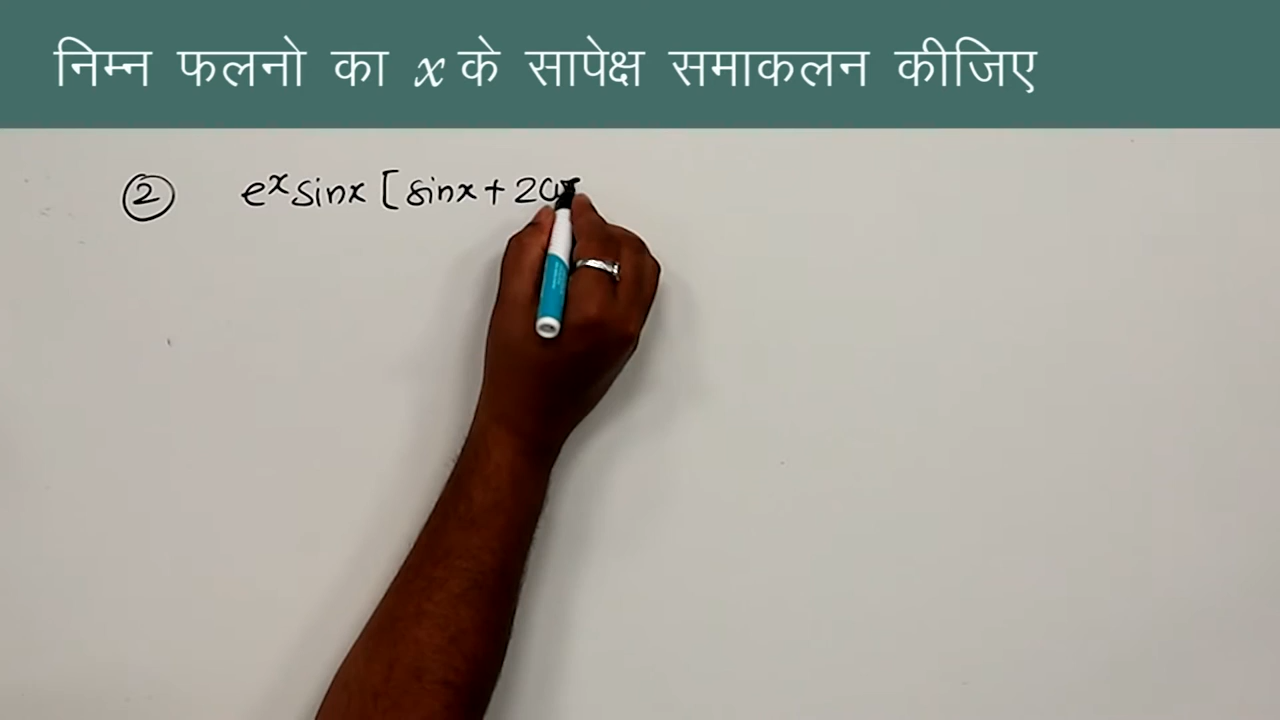 निम्न फलनो का x के सापेक्ष समाकलन कीजिए
② eˣ sinx [sinx + 2